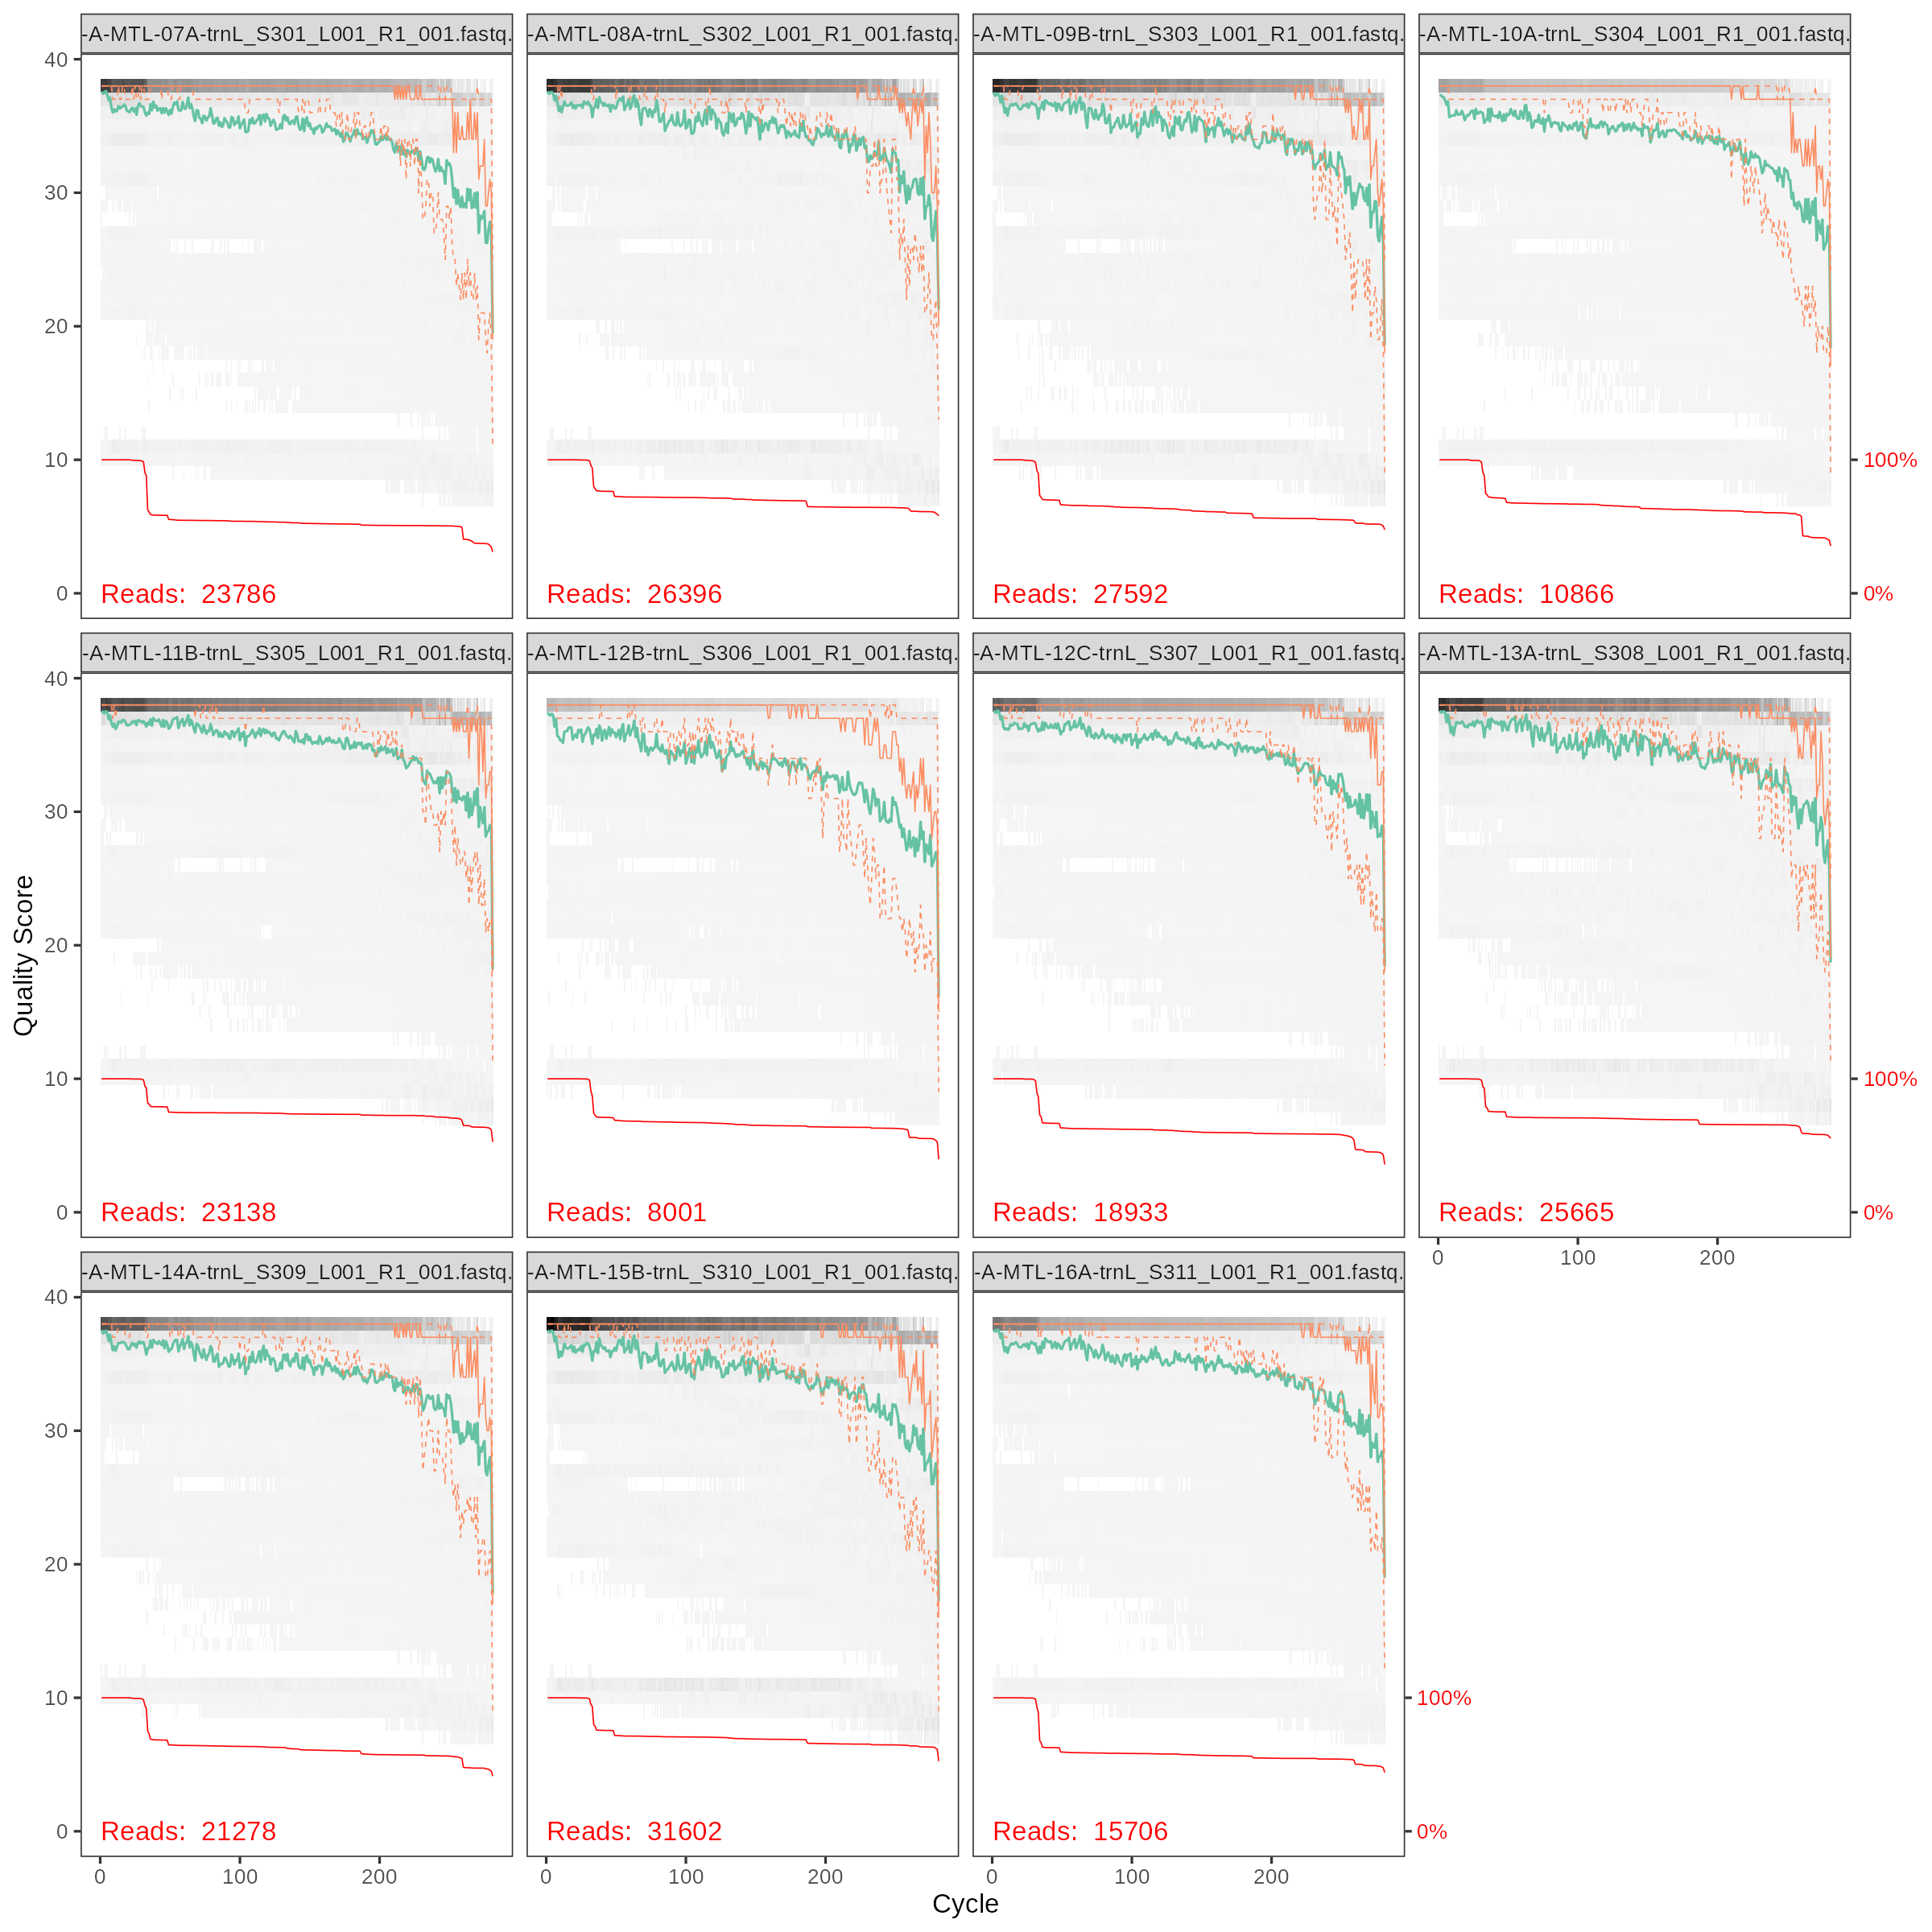 -A-MTL-07A-trnL_S301_L001_R1_001.fastq.
-A-MTL-08A-trnL_S302_L001_R1_001.fastq.
-A-MTL-09B-trnL_S303_L001_R1_001.fastq.
-A-MTL-10A-trnL_S304_L001_R1_001.fastq.
40
30
20
10
0
100%
0%
Reads: 23786
Reads: 26396
Reads: 27592
Reads: 10866
-A-MTL-11B-trnL_S305_L001_R1_001.fastq.
-A-MTL-12B-trnL_S306_L001_R1_001.fastq.
-A-MTL-12C-trnL_S307_L001_R1_001.fastq.
-A-MTL-13A-trnL_S308_L001_R1_001.fastq.
Quality Score
40
30
20
10
0
100%
0%
Reads: 23138
Reads: 8001
Reads: 18933
Reads: 25665
0 100 200
-A-MTL-14A-trnL_S309_L001_R1_001.fastq.
-A-MTL-15B-trnL_S310_L001_R1_001.fastq.
-A-MTL-16A-trnL_S311_L001_R1_001.fastq.
40
30
20
10
0
100%
0%
Reads: 21278
Reads: 31602
Reads: 15706
0 100 200
0 100 200
0 100 200
Cycle